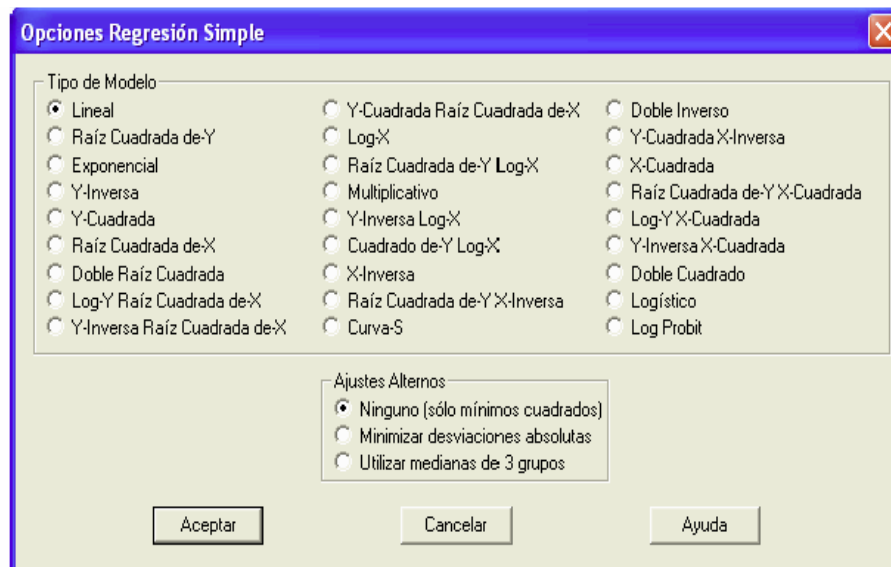 Opciones Regresión Simple
Tipo de Modelo
Lineal
Raíz Cuadrada de-Y
Exponencial
Y-Inversa
Y-Cuadrada
Raíz Cuadrada de-X
Doble Raíz Cuadrada
Log-Y Raíz Cuadrada de-X
Y-Inversa Raíz Cuadrada de-X
Y-Cuadrada Raíz Cuadrada de-X
Log-X
Raíz Cuadrada de-Y Log-X
Multiplicativo
Y-Inversa Log-X
Cuadrado de-Y Log-X
X-Inversa
Raíz Cuadrada de-Y X-Inversa
Curva-S
Doble Inverso
Y-Cuadrada X-Inversa
X-Cuadrada
Raíz Cuadrada de-Y X-Cuadrada
Log-Y X-Cuadrada
Y-Inversa X-Cuadrada
Doble Cuadrado
Logístico
Log Probit
Ajustes Alternos
Ninguno (sólo mínimos cuadrados)
Minimizar desviaciones absolutas
Utilizar medianas de 3 grupos
Aceptar
Cancelar
Ayuda